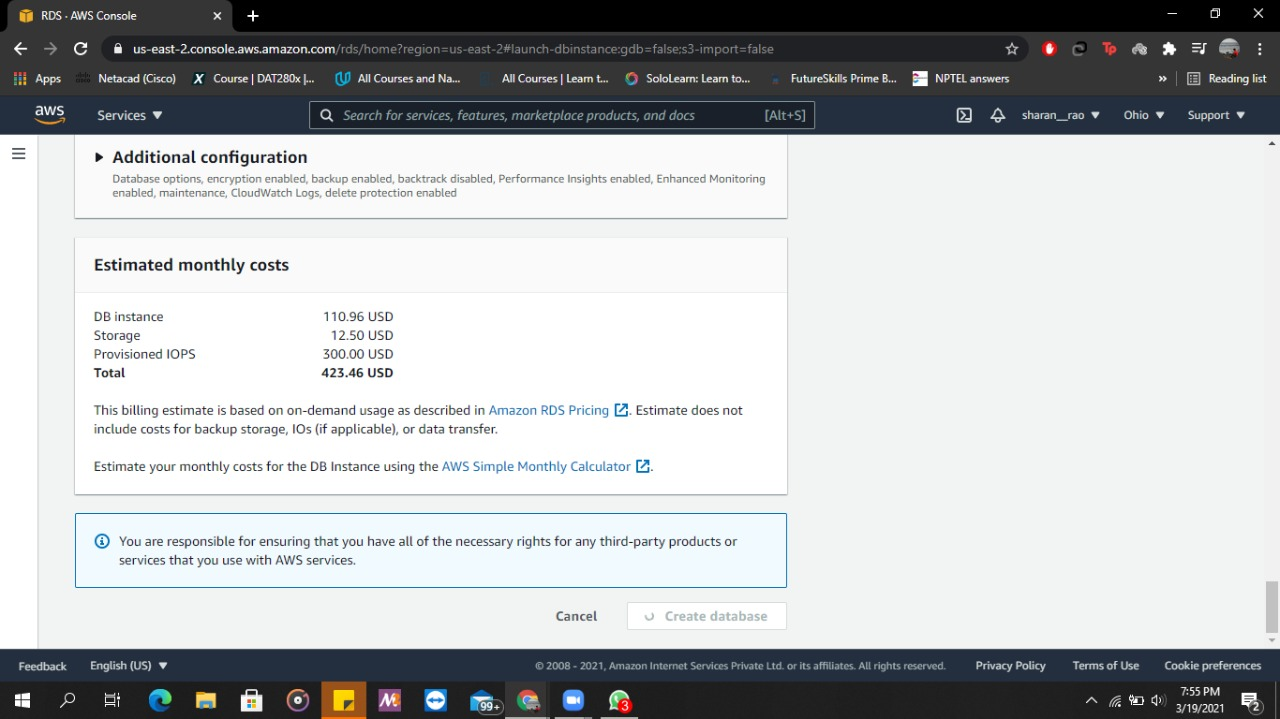 RDS - AWS Console
us-east-2.console.aws.amazon.com/rds/home?region=us-east-2#launch-dbinstance:gdb=false;s3-import=false
Apps Netacad (Cisco) Course | DAT280x |... All Courses and Na... All Courses | Learn t... SoloLearn: Learn to... FutureSkills Prime B... NPTEL answers » Reading list
aws Services Search for services, features, marketplace products, and docs [Alt+S] sharan__rao Ohio Support
Additional configuration
Database options, encryption enabled, backup enabled, backtrack disabled, Performance Insights enabled, Enhanced Monitoring
enabled, maintenance, CloudWatch Logs, delete protection enabled
Estimated monthly costs
DB instance 110.96 USD
Storage 12.50 USD
Provisioned IOPS 300.00 USD
Total 423.46 USD
This billing estimate is based on on-demand usage as described in Amazon RDS Pricing. Estimate does not
include costs for backup storage, IOs (if applicable), or data transfer.
Estimate your monthly costs for the DB Instance using the AWS Simple Monthly Calculator.
You are responsible for ensuring that you have all of the necessary rights for any third-party products or
services that you use with AWS services.
Cancel Create database
Feedback English (US) © 2008 - 2021, Amazon Internet Services Private Ltd. or its affiliates. All rights reserved. Privacy Policy Terms of Use Cookie preferences
99+ 3 7:55 PM
3/19/2021 2